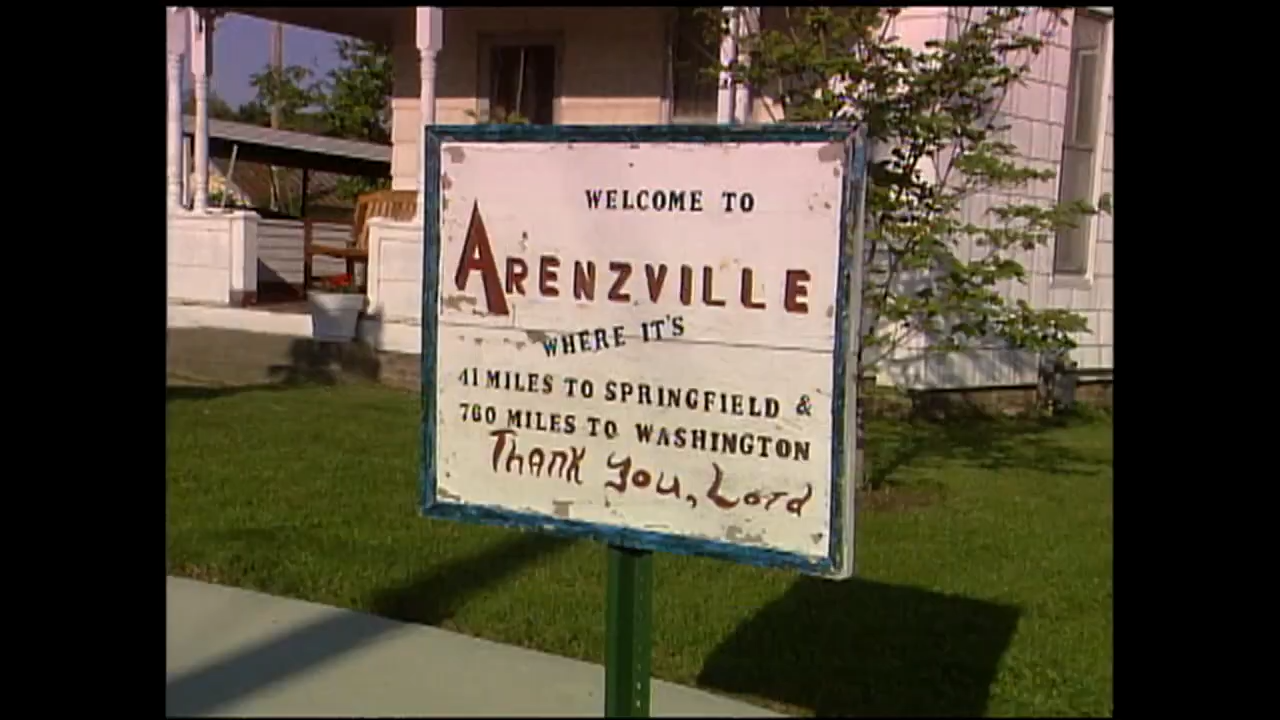 WELCOME TO
ARENZVILLE
WHERE IT'S
41 MILES TO SPRINGFIELD &
760 MILES TO WASHINGTON
Thank You, Lord